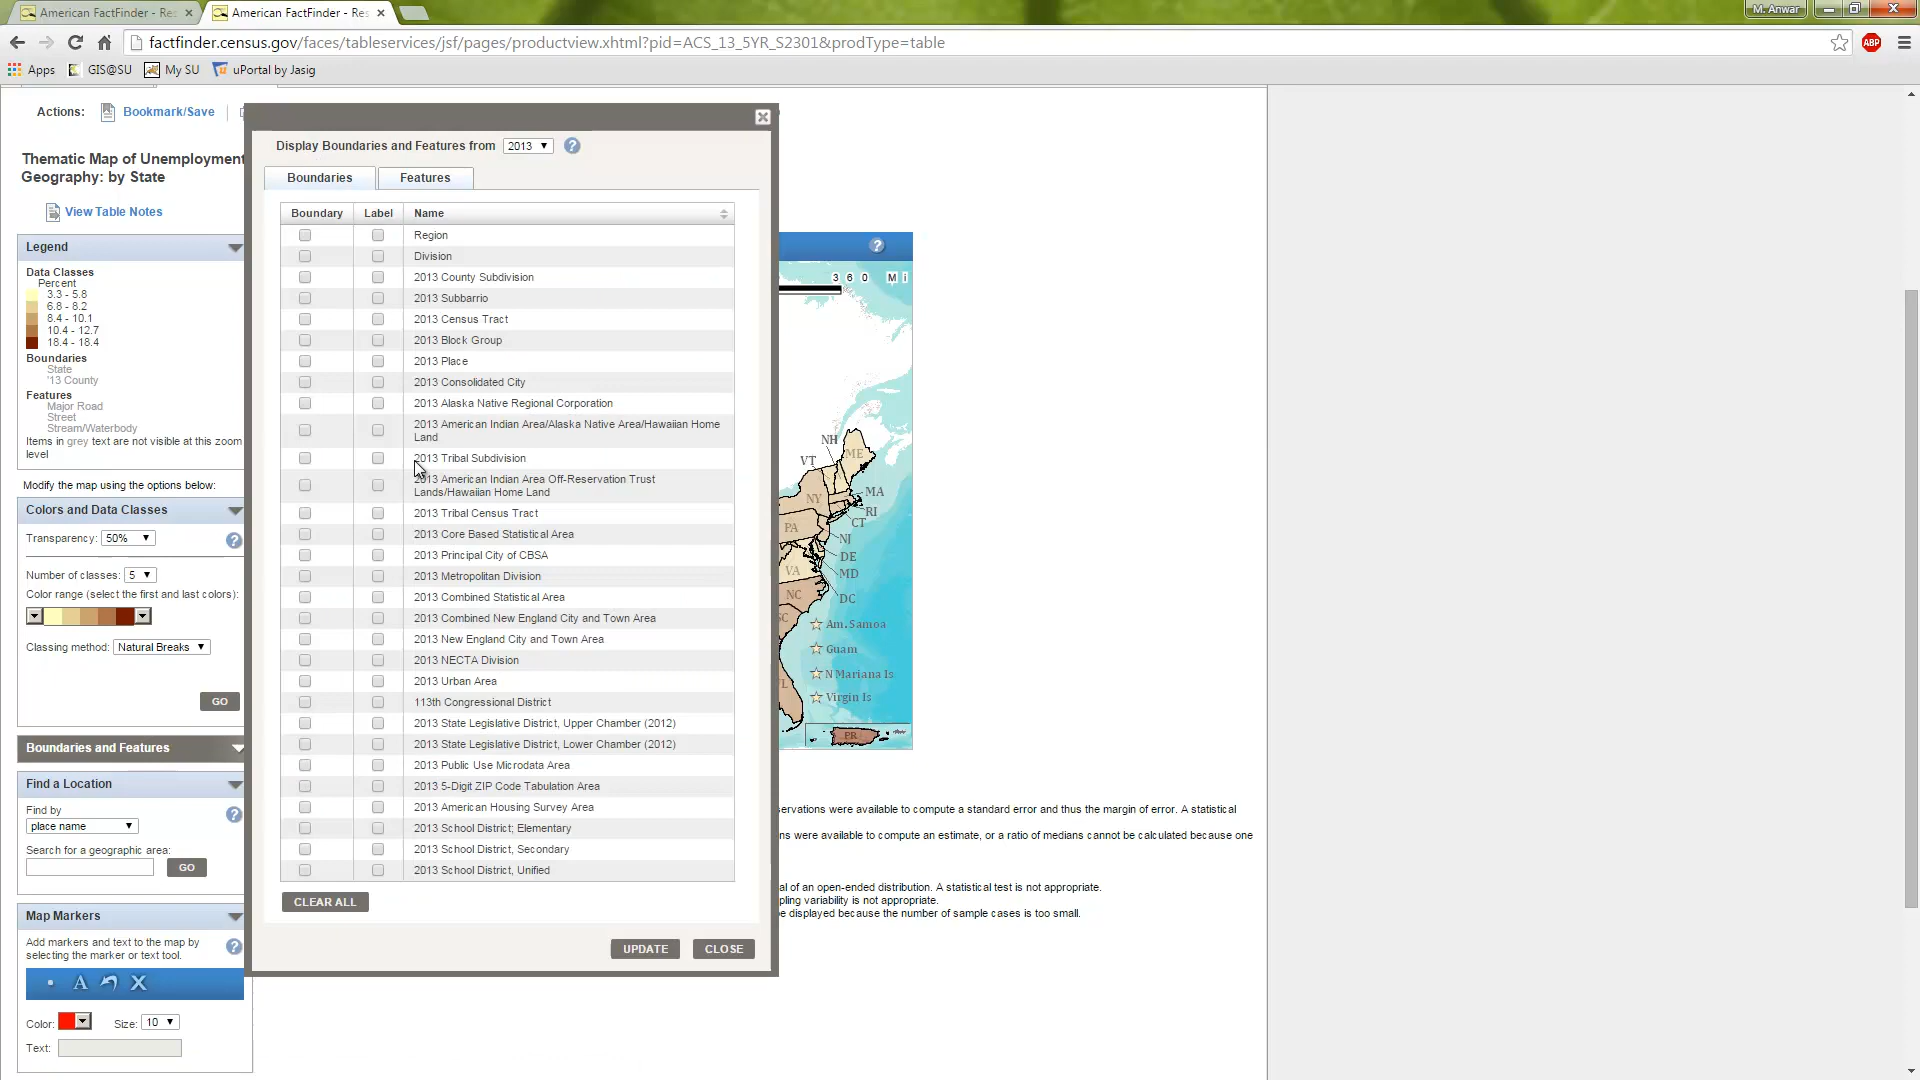 American FactFinder - Res
American FactFinder - Res
M. Anwar
factfinder.census.gov/faces/tableservices/jsf/pages/productview.xhtml?pid=ACS_13_5YR_S2301&prodType=table
ABP
Apps
GIS@SU
My SU
uPortal by Jasig
Actions:
Bookmark/Save
Thematic Map of Unemployment
Geography: by State
View Table Notes
Legend
Data Classes
Percent
3.3 - 5.8
6.8 - 8.2
8.4 - 10.1
10.4 - 12.7
18.4 - 18.4
Boundaries
State
'13 County
Features
Major Road
Street
Stream/Waterbody
Items in grey text are not visible at this zoom
level
Modify the map using the options below:
Colors and Data Classes
Transparency: 50%
Number of classes: 5
Color range (select the first and last colors):
Classing method: Natural Breaks
GO
Boundaries and Features
Find a Location
Find by
place name
Search for a geographic area:
GO
Map Markers
Add markers and text to the map by
selecting the marker or text tool.
A
X
Color:
Size: 10
Text:
Display Boundaries and Features from 2013
Boundaries
Features
Boundary Label Name
Region
Division
2013 County Subdivision
2013 Subbarrio
2013 Census Tract
2013 Block Group
2013 Place
2013 Consolidated City
2013 Alaska Native Regional Corporation
2013 American Indian Area/Alaska Native Area/Hawaiian Home
Land
2013 Tribal Subdivision
2013 American Indian Area Off-Reservation Trust
Lands/Hawaiian Home Land
2013 Tribal Census Tract
2013 Core Based Statistical Area
2013 Principal City of CBSA
2013 Metropolitan Division
2013 Combined Statistical Area
2013 Combined New England City and Town Area
2013 New England City and Town Area
2013 NECTA Division
2013 Urban Area
113th Congressional District
2013 State Legislative District, Upper Chamber (2012)
2013 State Legislative District, Lower Chamber (2012)
2013 Public Use Microdata Area
2013 5-Digit ZIP Code Tabulation Area
2013 American Housing Survey Area
2013 School District; Elementary
2013 School District, Secondary
2013 School District, Unified
CLEAR ALL
UPDATE
CLOSE
360 Mi
NH
VT
ME
NY
MA
RI
CT
PA
NJ
DE
VA
MD
NC
DC
SC
Am. Samoa
Guam
N Mariana Is
FL
Virgin Is
PR
servations were available to compute a standard error and thus the margin of error. A statistical
ns were available to compute an estimate, or a ratio of medians cannot be calculated because one
al of an open-ended distribution. A statistical test is not appropriate.
pling variability is not appropriate.
e displayed because the number of sample cases is too small.